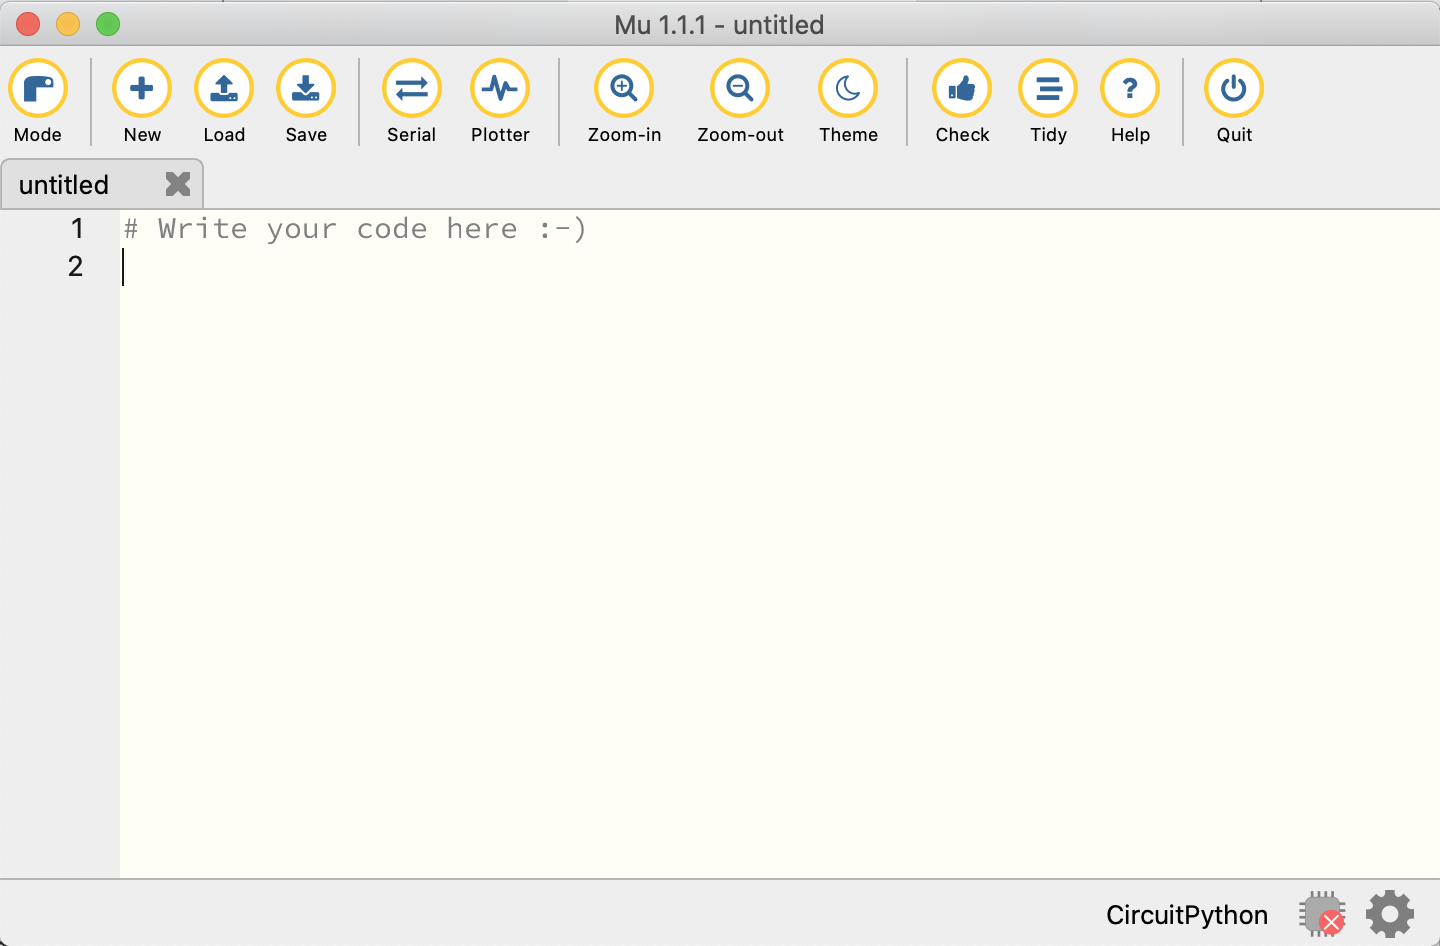 Mu 1.1.1 - untitled
Mode New Load Save Serial Plotter Zoom-in Zoom-out Theme Check Tidy Help Quit
untitled
1 # Write your code here :-)
2
CircuitPython